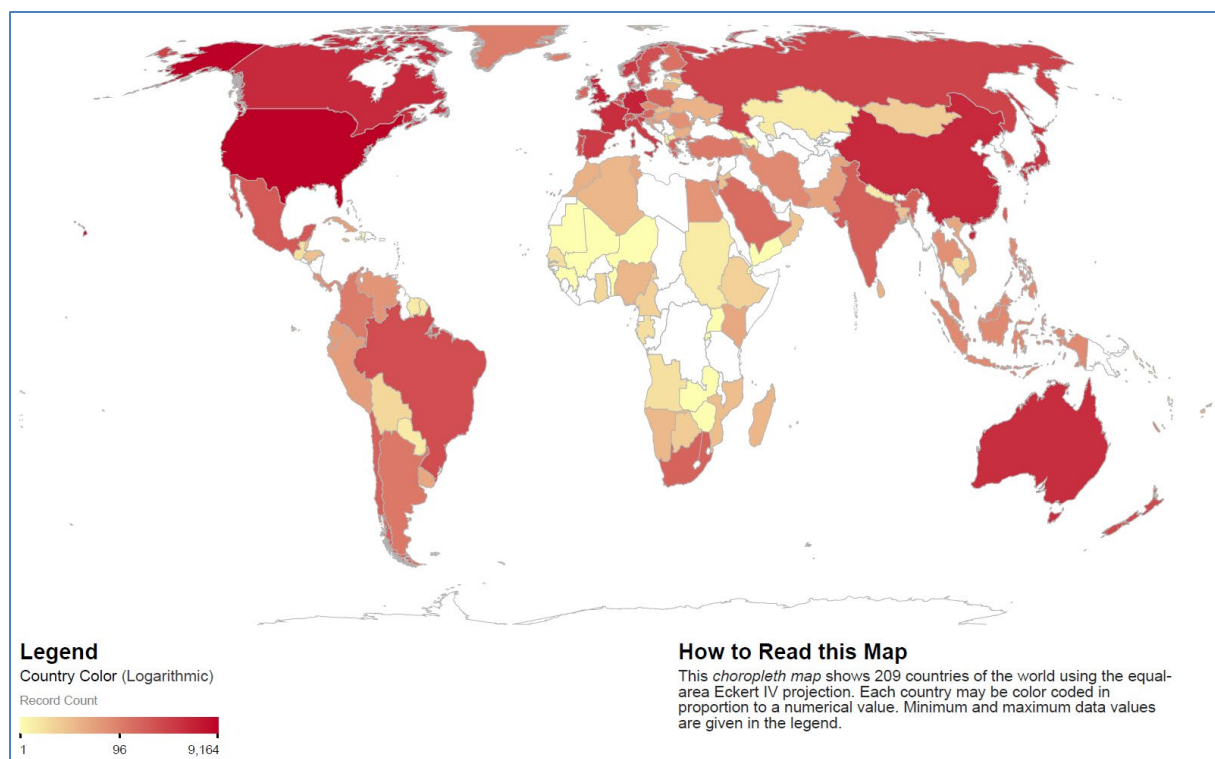 Legend
Country Color (Logarithmic)
Record Count
1 96 9,164
How to Read this Map
This choropleth map shows 209 countries of the world using the equal-
area Eckert IV projection. Each country may be color coded in
proportion to a numerical value. Minimum and maximum data values
are given in the legend.